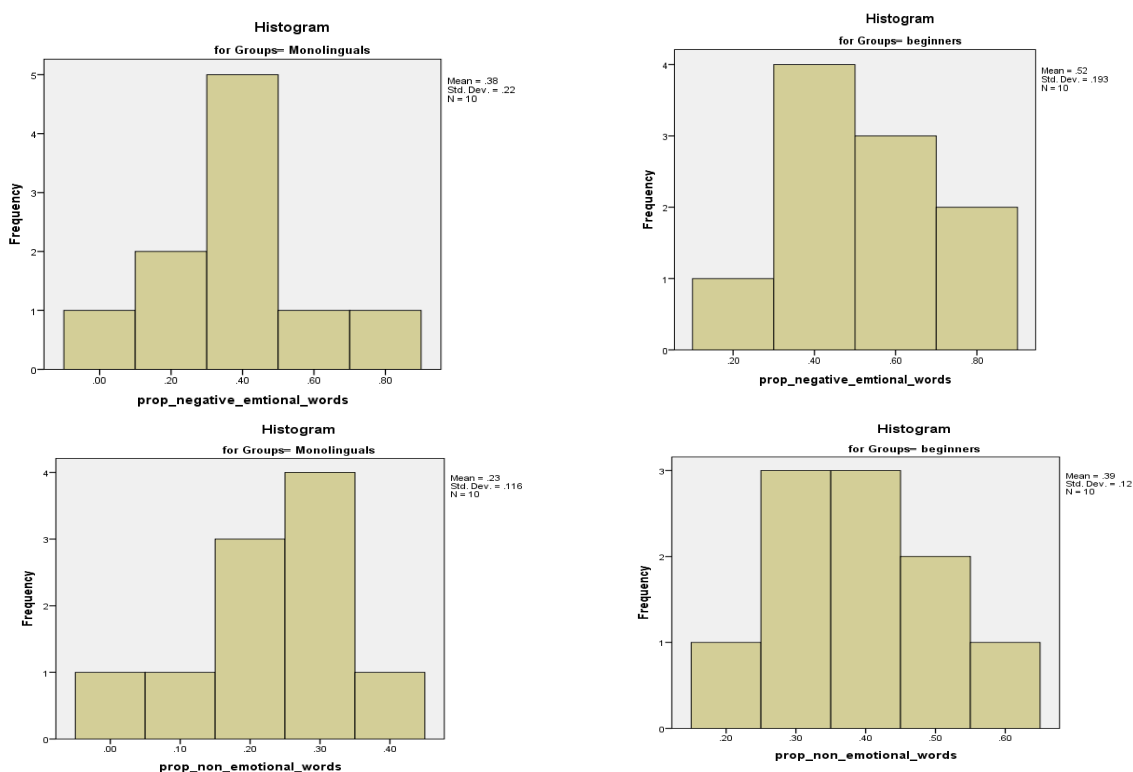 Histogram
for Groups= Monolinguals
5
4
3
2
1
0
Frequency
.00 .20 .40 .60 .80
prop_negative_emtional_words
Mean = .38
Std. Dev. = .22
N = 10
Histogram
for Groups= beginners
4
3
2
1
0
Frequency
.20 .40 .60 .80
prop_negative_emtional_words
Mean = .52
Std. Dev. = .193
N = 10
Histogram
for Groups= Monolinguals
4
3
2
1
0
Frequency
.00 .10 .20 .30 .40
prop_non_emotional_words
Mean = .23
Std. Dev. = .116
N = 10
Histogram
for Groups= beginners
3
2
1
0
Frequency
.20 .30 .40 .50 .60
prop_non_emotional_words
Mean = .39
Std. Dev. = .12
N = 10